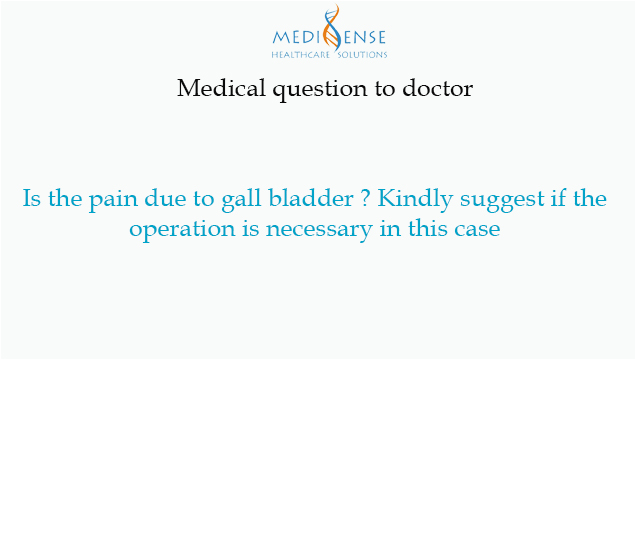 MEDISENSE
HEALTHCARE SOLUTIONS
Medical question to doctor
Is the pain due to gall bladder ? Kindly suggest if the
operation is necessary in this case